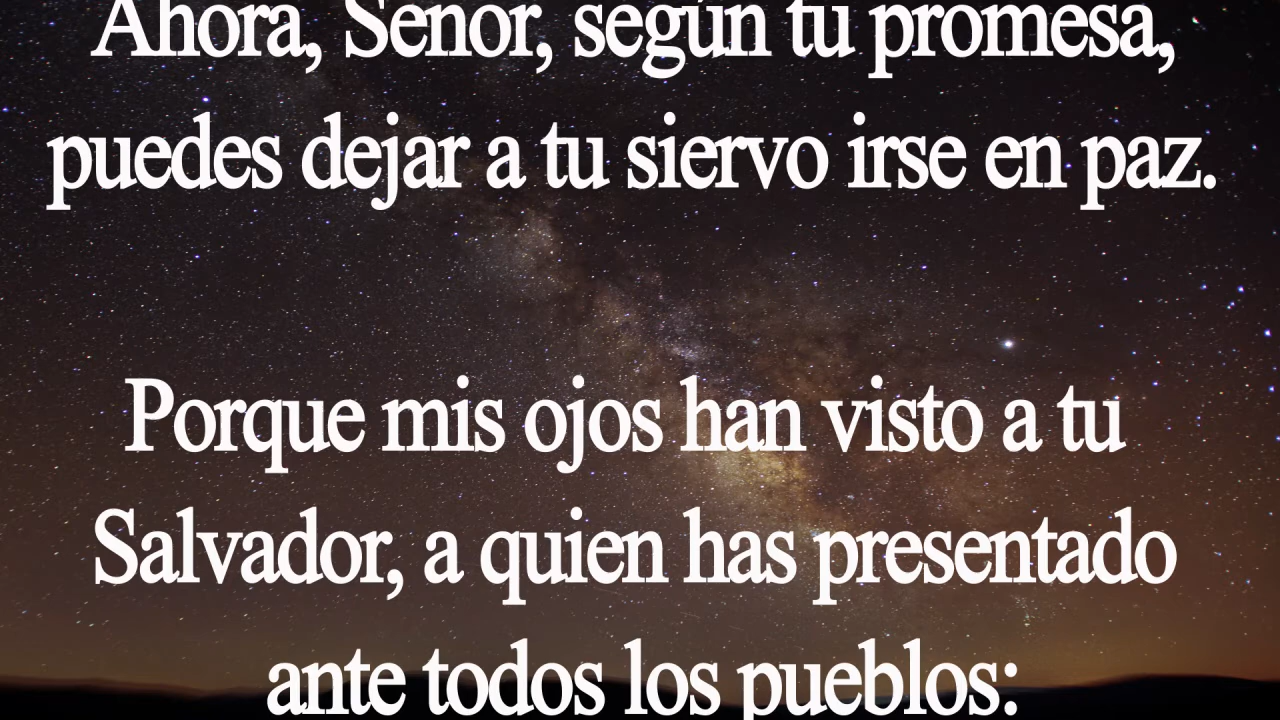 Ahora, Señor, según tu promesa,
puedes dejar a tu siervo irse en paz.
Porque mis ojos han visto a tu
Salvador, a quien has presentado
ante todos los pueblos: